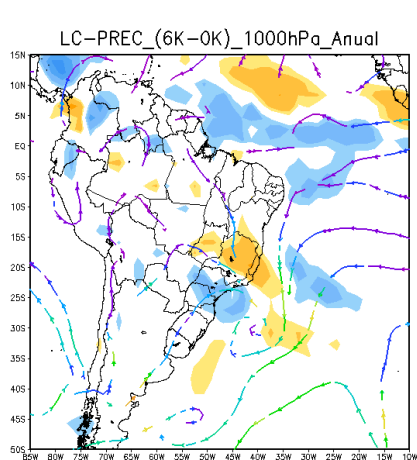 LC-PREC_(6K-0K)_1000hPa_Anual
15N
10N
5N
EQ
5S
10S
15S
20S
25S
30S
35S
40S
45S
50S
85W 80W 75W 70W 65W 60W 55W 50W 45W 40W 35W 30W 25W 20W 15W 10W